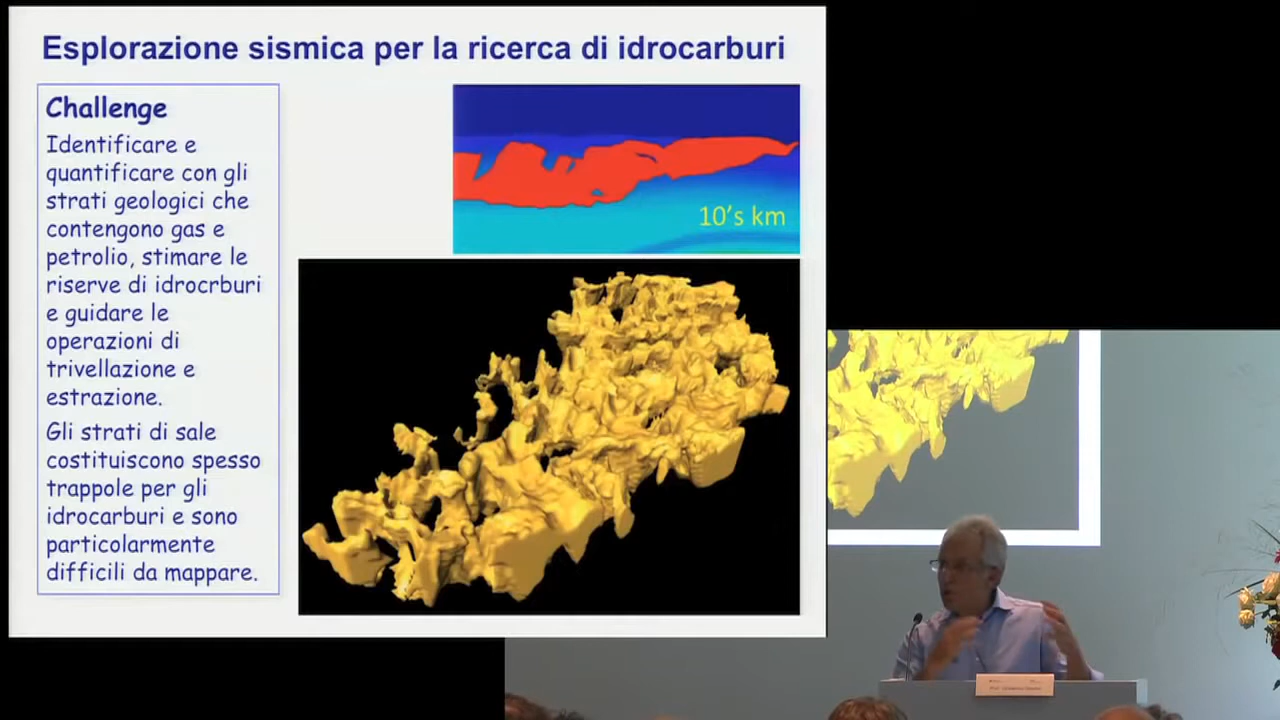 Esplorazione sismica per la ricerca di idrocarburi
Challenge
Identificare e
quantificare con gli
strati geologici che
contengono gas e
petrolio, stimare le
riserve di idrocrburi
e guidare le
operazioni di
trivellazione e
estrazione.
Gli strati di sale
costituiscono spesso
trappole per gli
idrocarburi e sono
particolarmente
difficili da mappare.
10's km